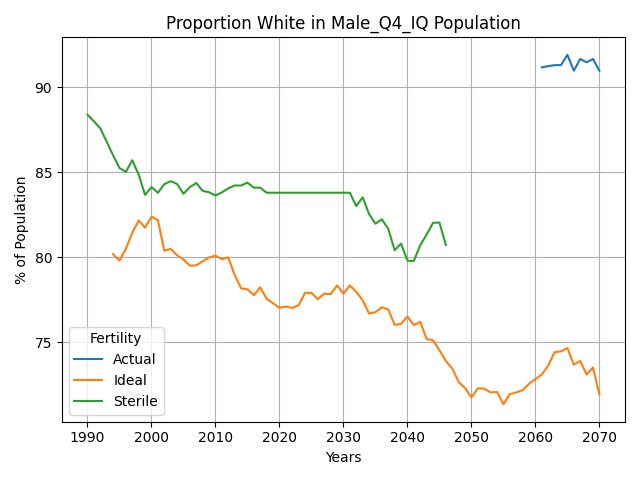 Proportion White in Male_Q4_IQ Population
% of Population
90
85
80
75
Fertility
Actual
Ideal
Sterile
1990 2000 2010 2020 2030 2040 2050 2060 2070
Years